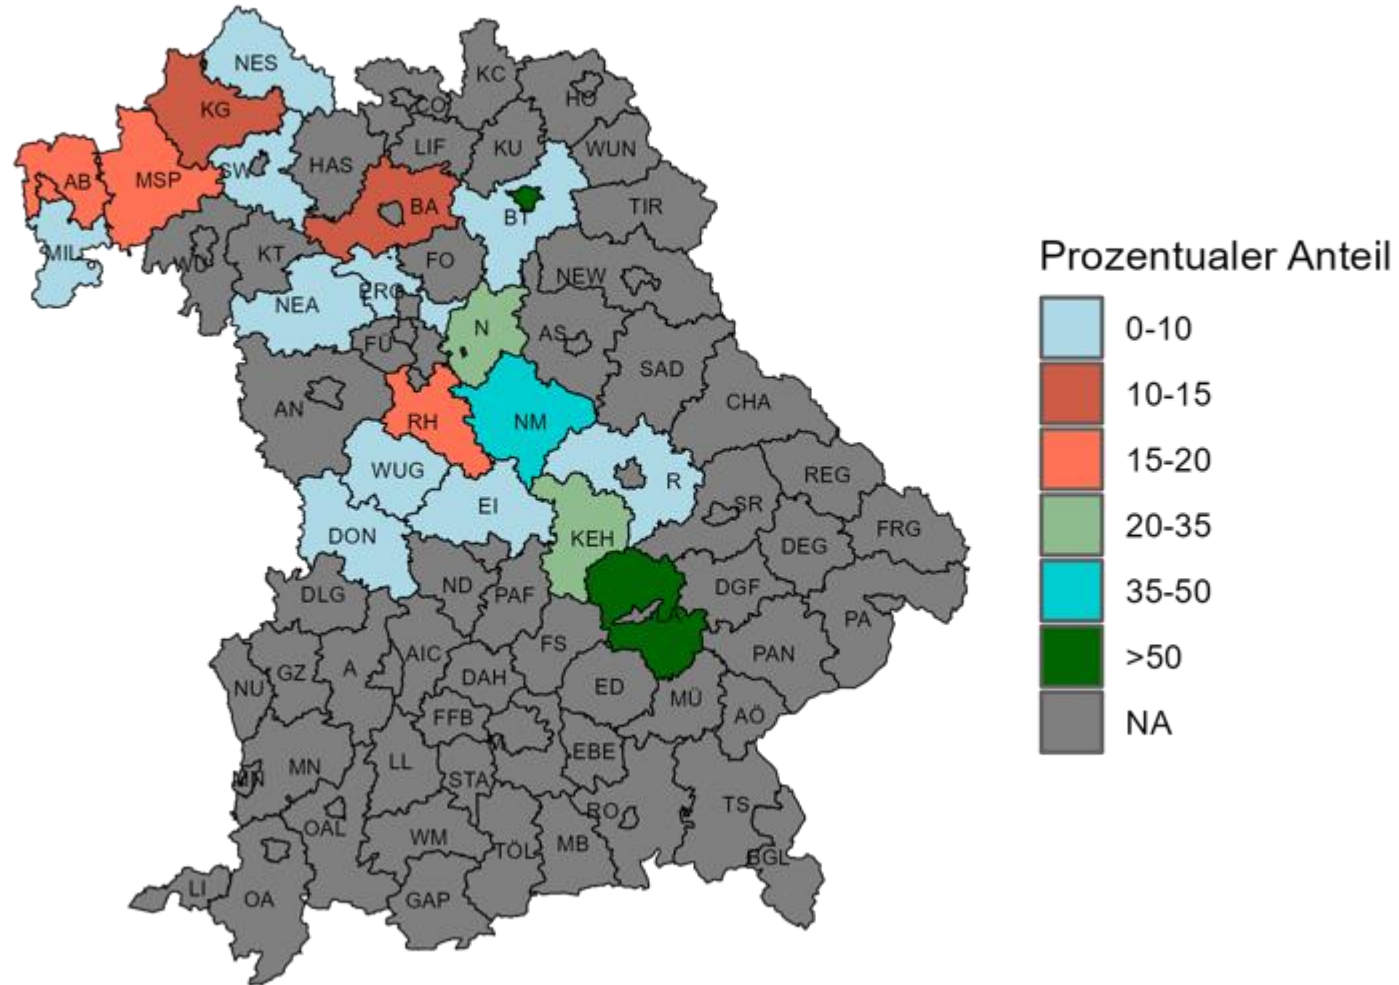 NES
KC
KG
CO
HO
LIF
KU
WUN
HAS
SW
AB
MSP
BA
BT
TIR
MIL
WÜ
KT
FO
NEW
NEA
ERG
N
AS
FÜ
SAD
AN
RH
NM
CHA
WUG
R
REG
EI
SR
DON
KEH
DEG
FRG
DLG
ND
PAF
DGF
PA
AIC
FS
PAN
NU
GZ
A
DAH
ED
MÜ
AÖ
FFB
M
EBE
MN
MN
LL
STA
RO
TS
OAL
WM
TÖL
MB
BGL
LI
OA
GAP
Prozentualer Anteil
0-10
10-15
15-20
20-35
35-50
>50
NA